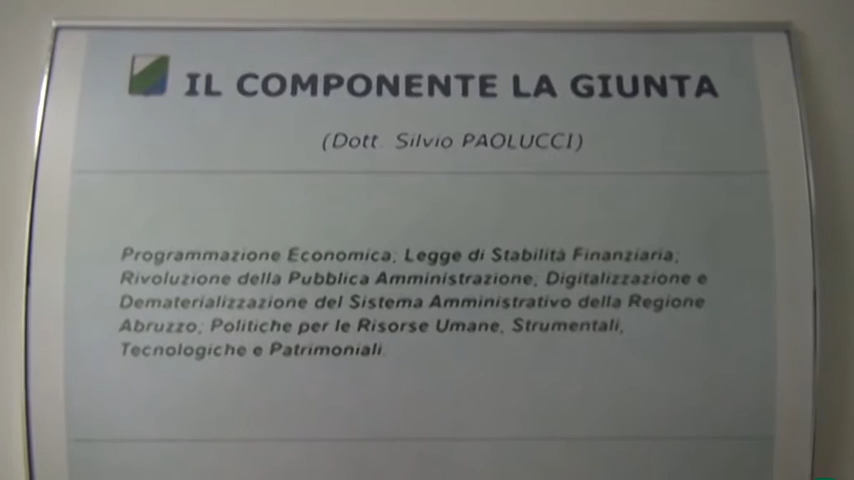 IL COMPONENTE LA GIUNTA
(Dott. Silvio PAOLUCCI)
Programmazione Economica; Legge di Stabilità Finanziaria;
Rivoluzione della Pubblica Amministrazione; Digitalizzazione e
Dematerializzazione del Sistema Amministrativo della Regione
Abruzzo; Politiche per le Risorse Umane, Strumentali,
Tecnologiche e Patrimoniali.